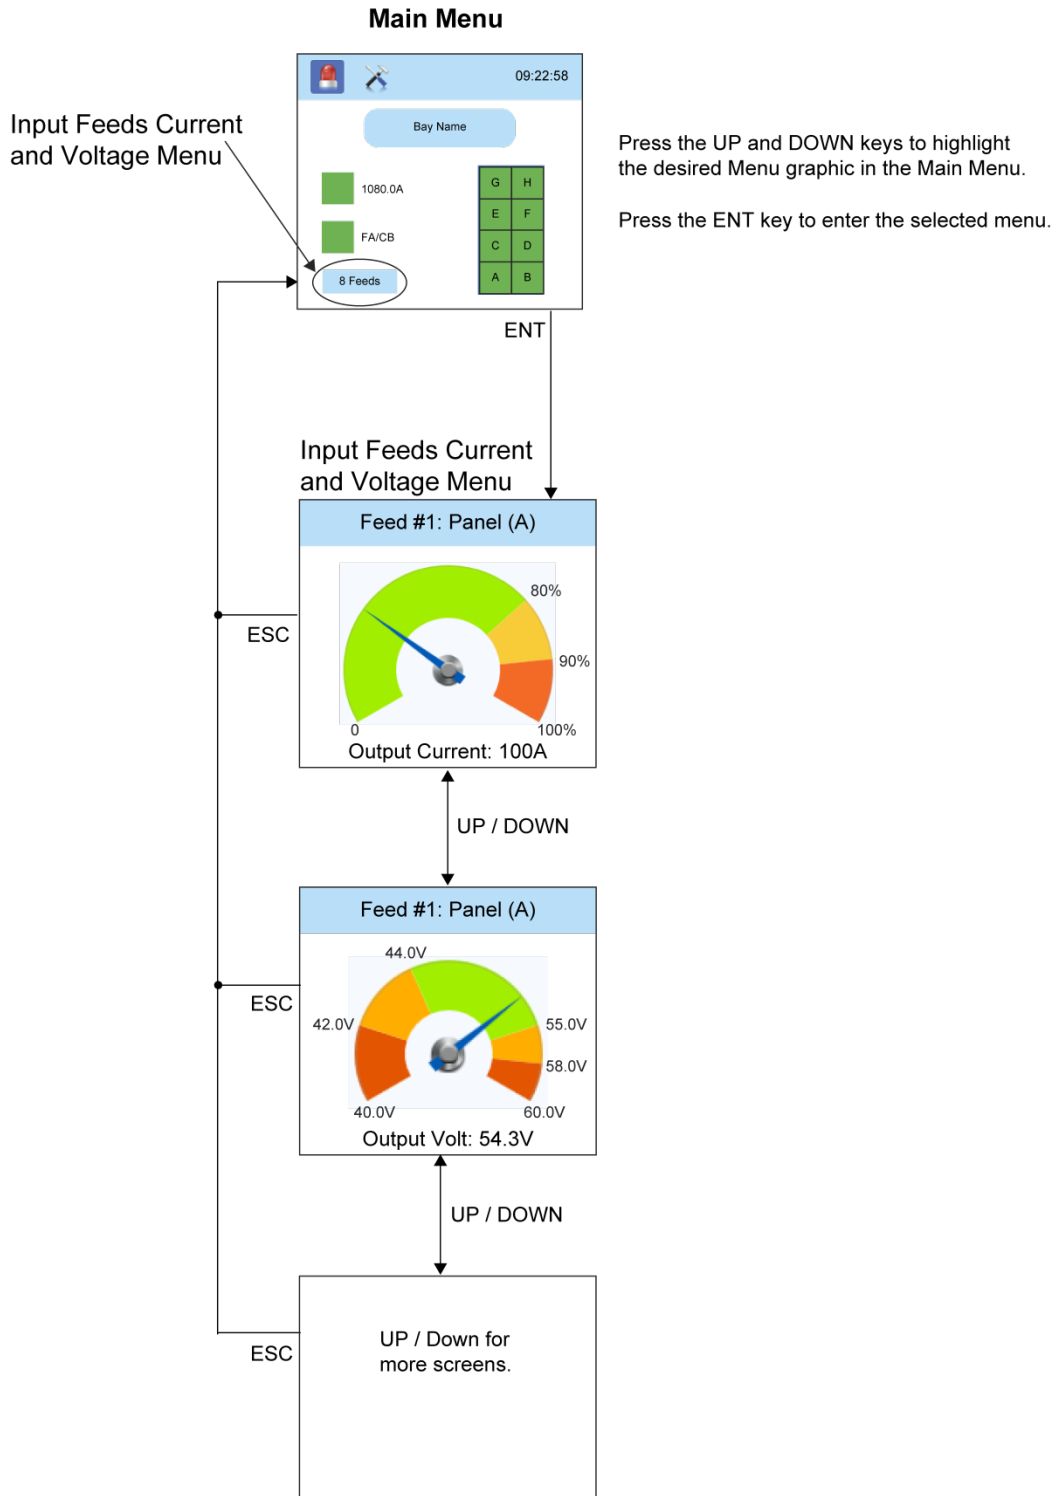 Main Menu
09:22:58
Input Feeds Current
and Voltage Menu
Bay Name
Press the UP and DOWN keys to highlight
the desired Menu graphic in the Main Menu.
1080.0A
G H
E F
FA/CB
C D
8 Feeds
A B
Press the ENT key to enter the selected menu.
ENT
Input Feeds Current
and Voltage Menu
Feed #1: Panel (A)
80%
90%
0
100%
Output Current: 100A
ESC
UP / DOWN
Feed #1: Panel (A)
44.0V
42.0V
55.0V
58.0V
40.0V
60.0V
Output Volt: 54.3V
ESC
UP / DOWN
UP / Down for
more screens.
ESC